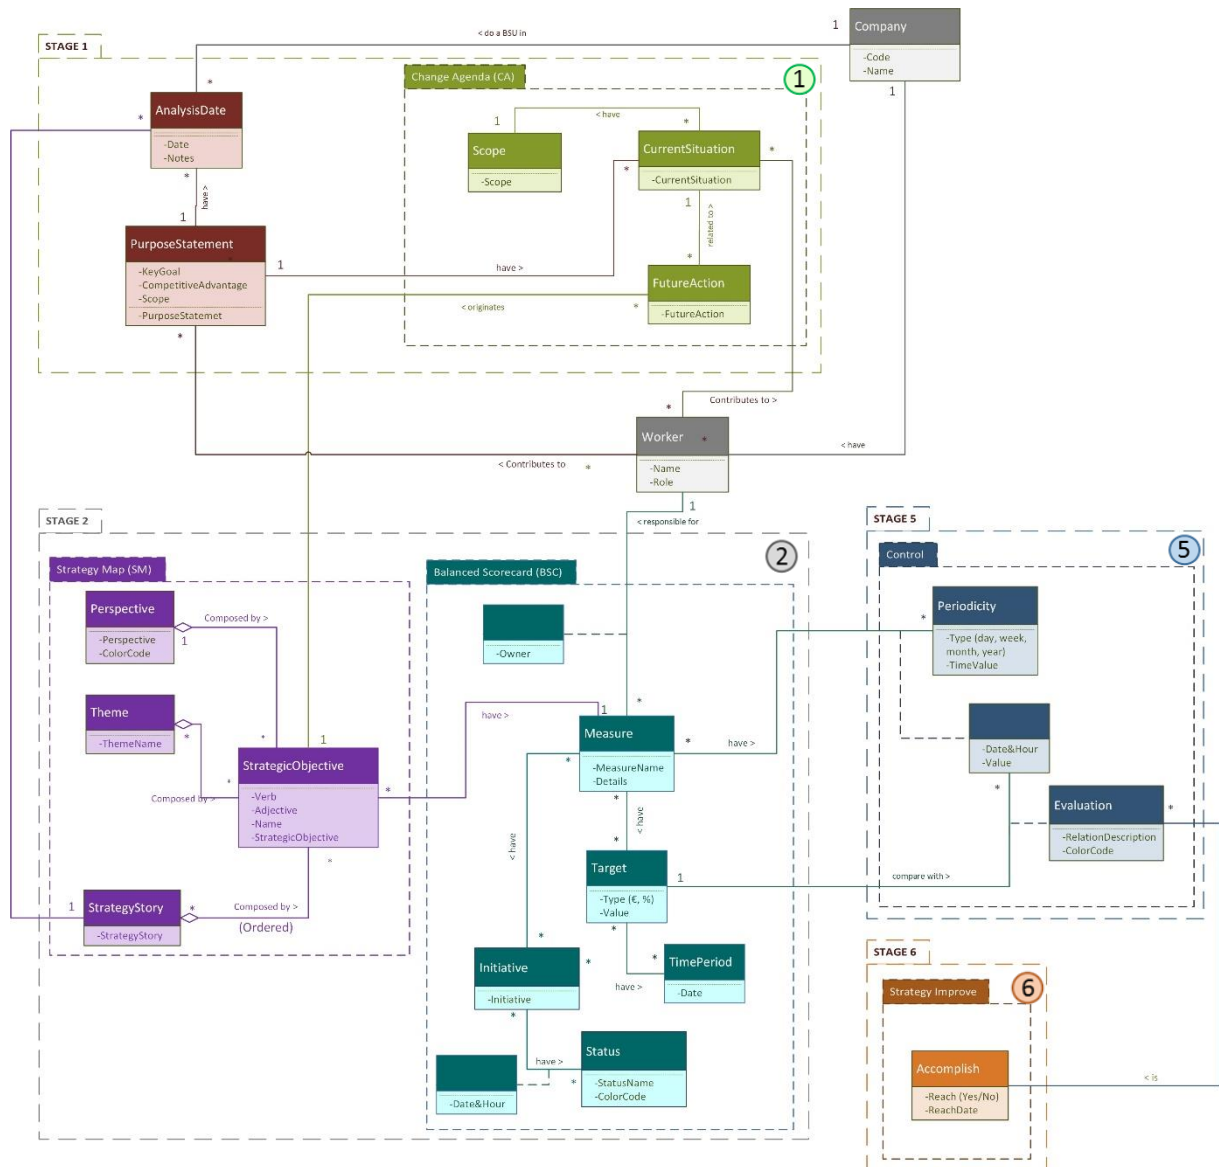 Company
-Code
-Name
1
1
< do a BSU in
STAGE 1
*
*
AnalysisDate
-Date
-Notes
*
have >
1
PurposeStatement
*
-KeyGoal
-CompetitiveAdvantage
-Scope
-PurposeStatemet
*
1
have >
< originates
Change Agenda (CA)
1
1
< have
*
Scope
-Scope
CurrentSituation
-CurrentSituation
*
*
1
related to >
*
FutureAction
-FutureAction
*
Contributes to >
*
Worker
*
-Name
-Role
< have
< Contributes to
*
1
< responsible for
STAGE 2
2
Strategy Map (SM)
Perspective
-Perspective
-ColorCode
Composed by >
1
*
Theme
-ThemeName
*
*
Composed by >
1
StrategicObjective
-Verb
-Adjective
-Name
-StrategicObjective
*
*
have >
1
StrategyStory
-StrategyStory
*
Composed by >
(Ordered)
Balanced Scorecard (BSC)
-Owner
*
1
Measure
-MeasureName
-Details
*
*
*
have >
< have
< have
*
Target
-Type (€, %)
-Value
1
*
*
have >
TimePeriod
-Date
*
*
Initiative
-Initiative
*
have >
*
Status
-StatusName
-ColorCode
-Date&Hour
STAGE 5
Control
5
Periodicity
-Type (day, week,
month, year)
-TimeValue
*
-Date&Hour
-Value
*
Evaluation
-RelationDescription
-ColorCode
*
compare with >
STAGE 6
Strategy Improve
6
Accomplish
-Reach (Yes/No)
-ReachDate
< is